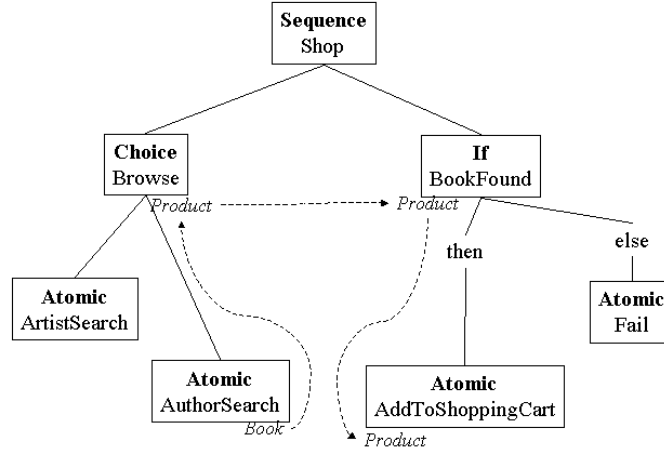 Sequence
Shop
Choice
Browse
If
BookFound
Product
Product
then
else
Atomic
ArtistSearch
Atomic
Fail
Atomic
AuthorSearch
Atomic
AddToShoppingCart
Book
Product